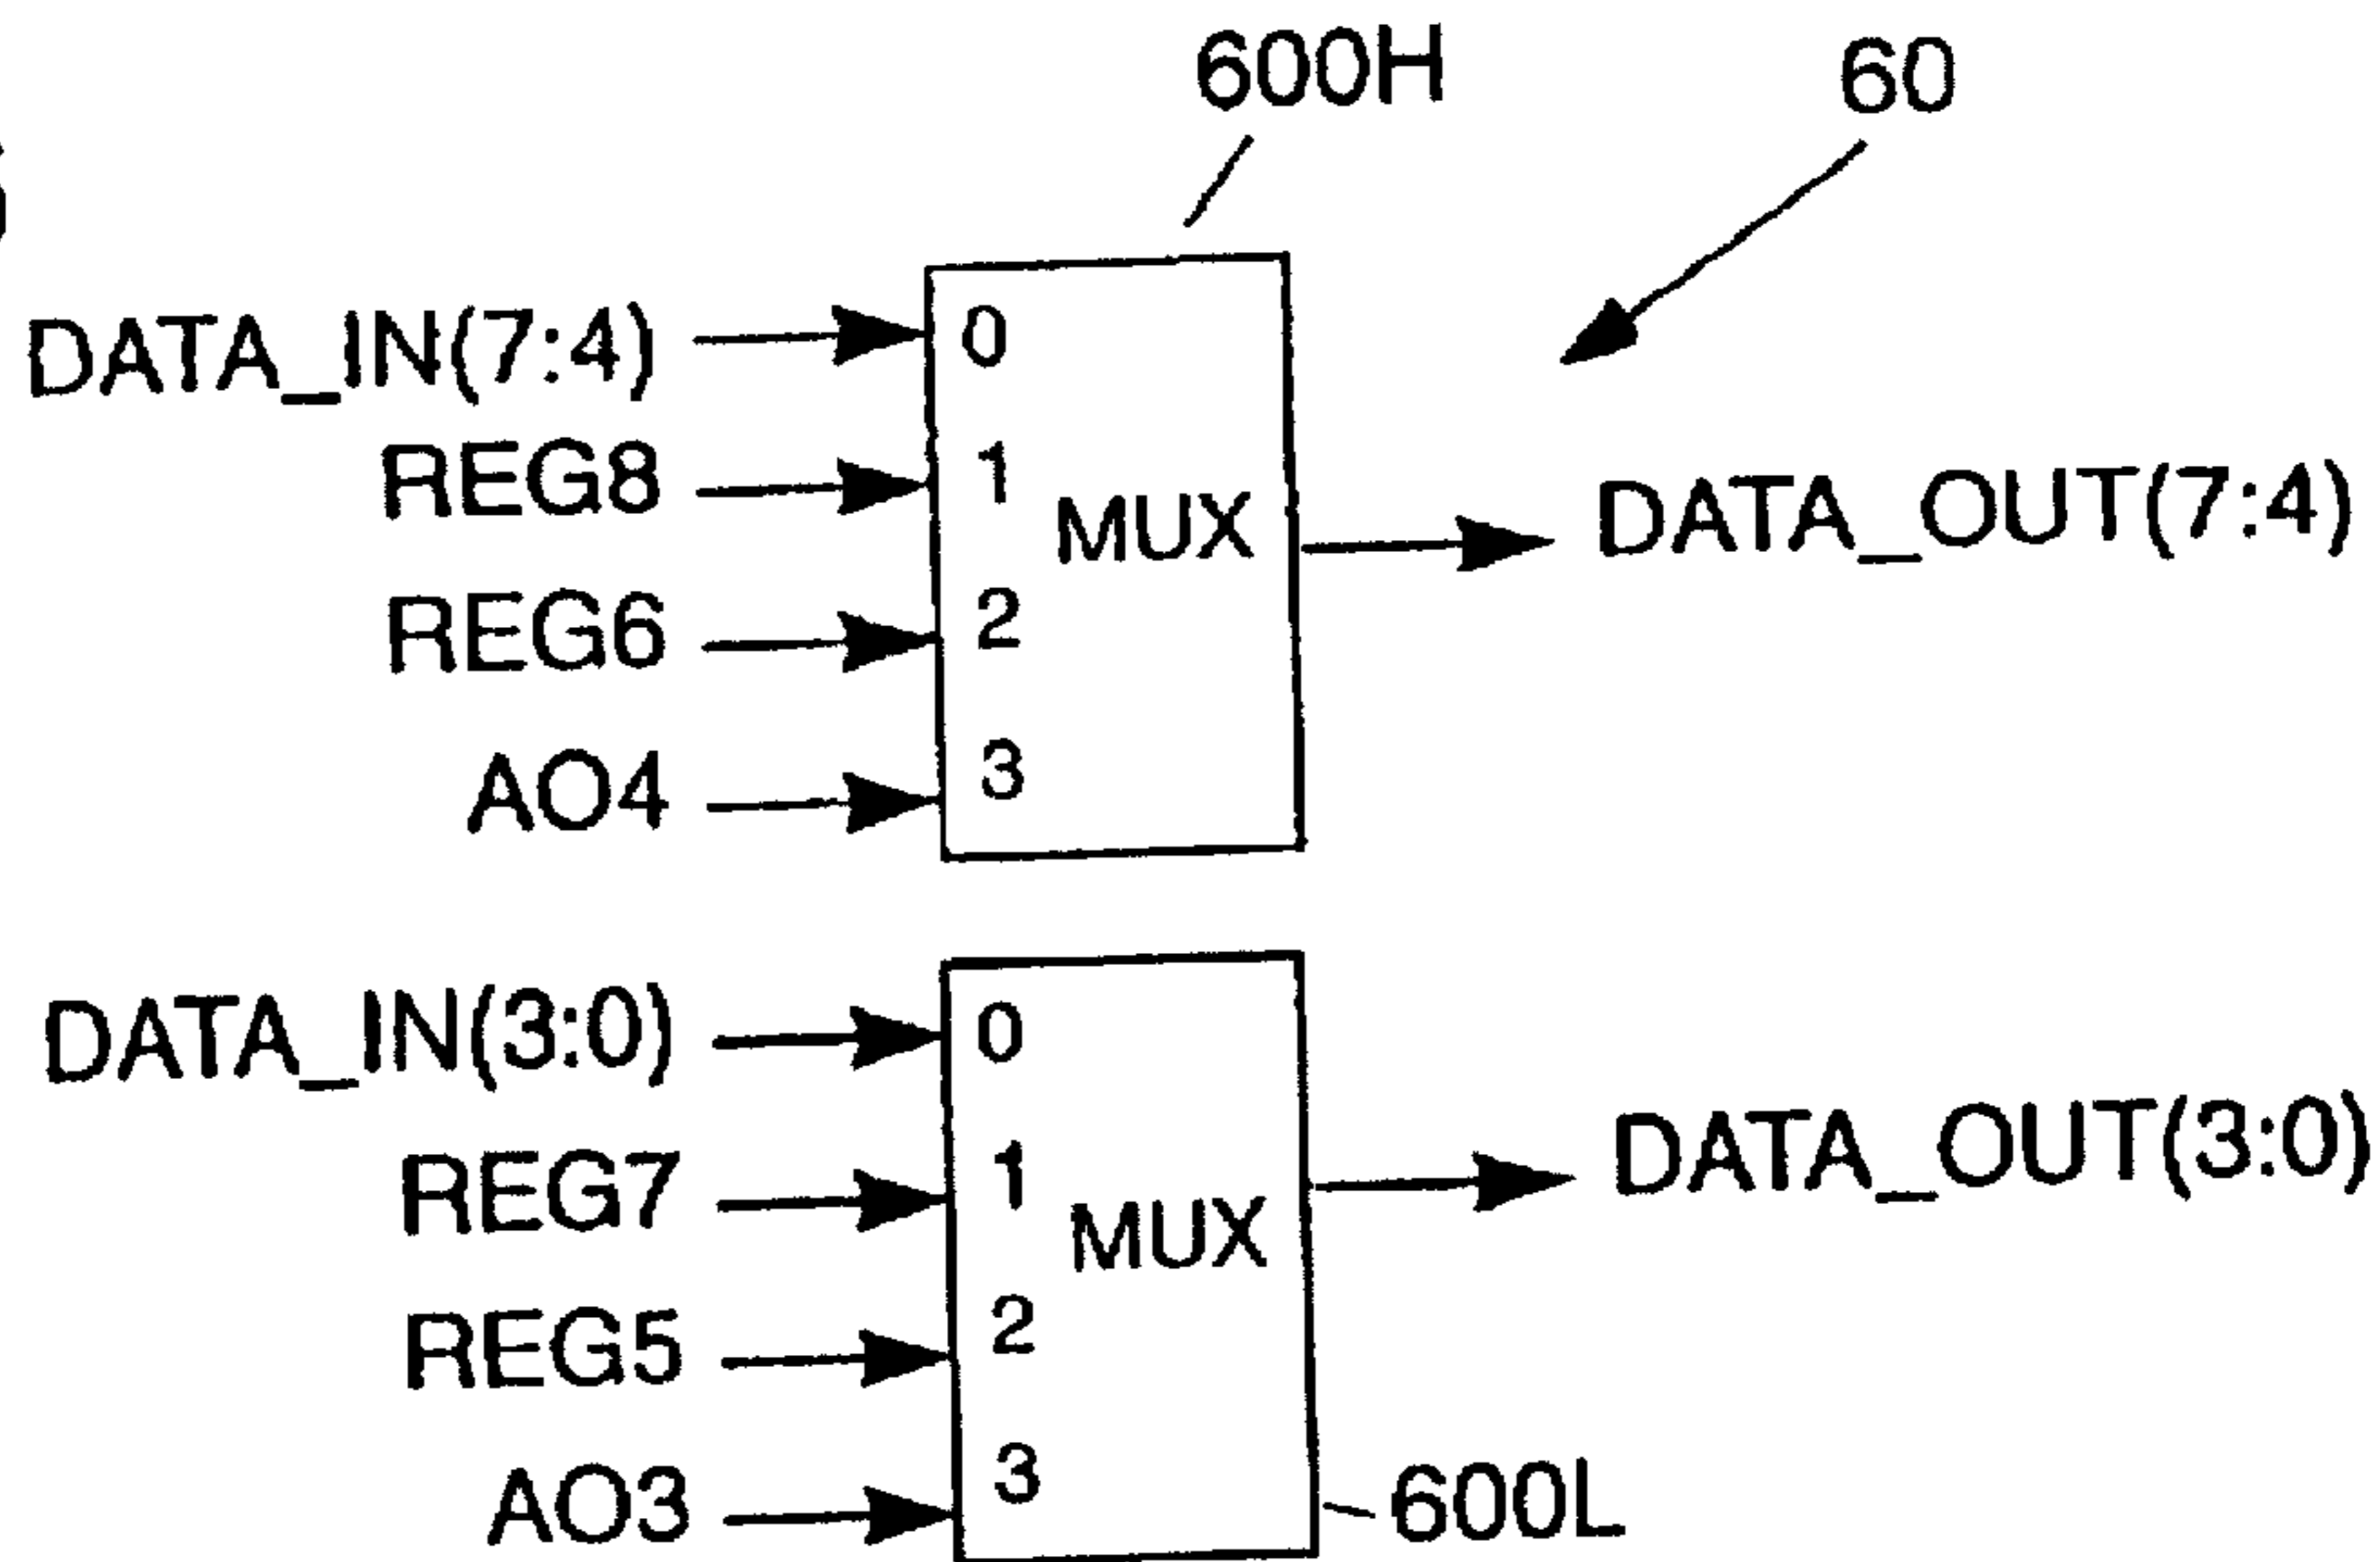 600H
60
DATA_IN(7:4)
0
REG8
1
MUX
DATA_OUT(7:4)
REG6
2
AO4
3
DATA_IN(3:0)
0
REG7
1
MUX
DATA_OUT(3:0)
REG5
2
AO3
3
600L